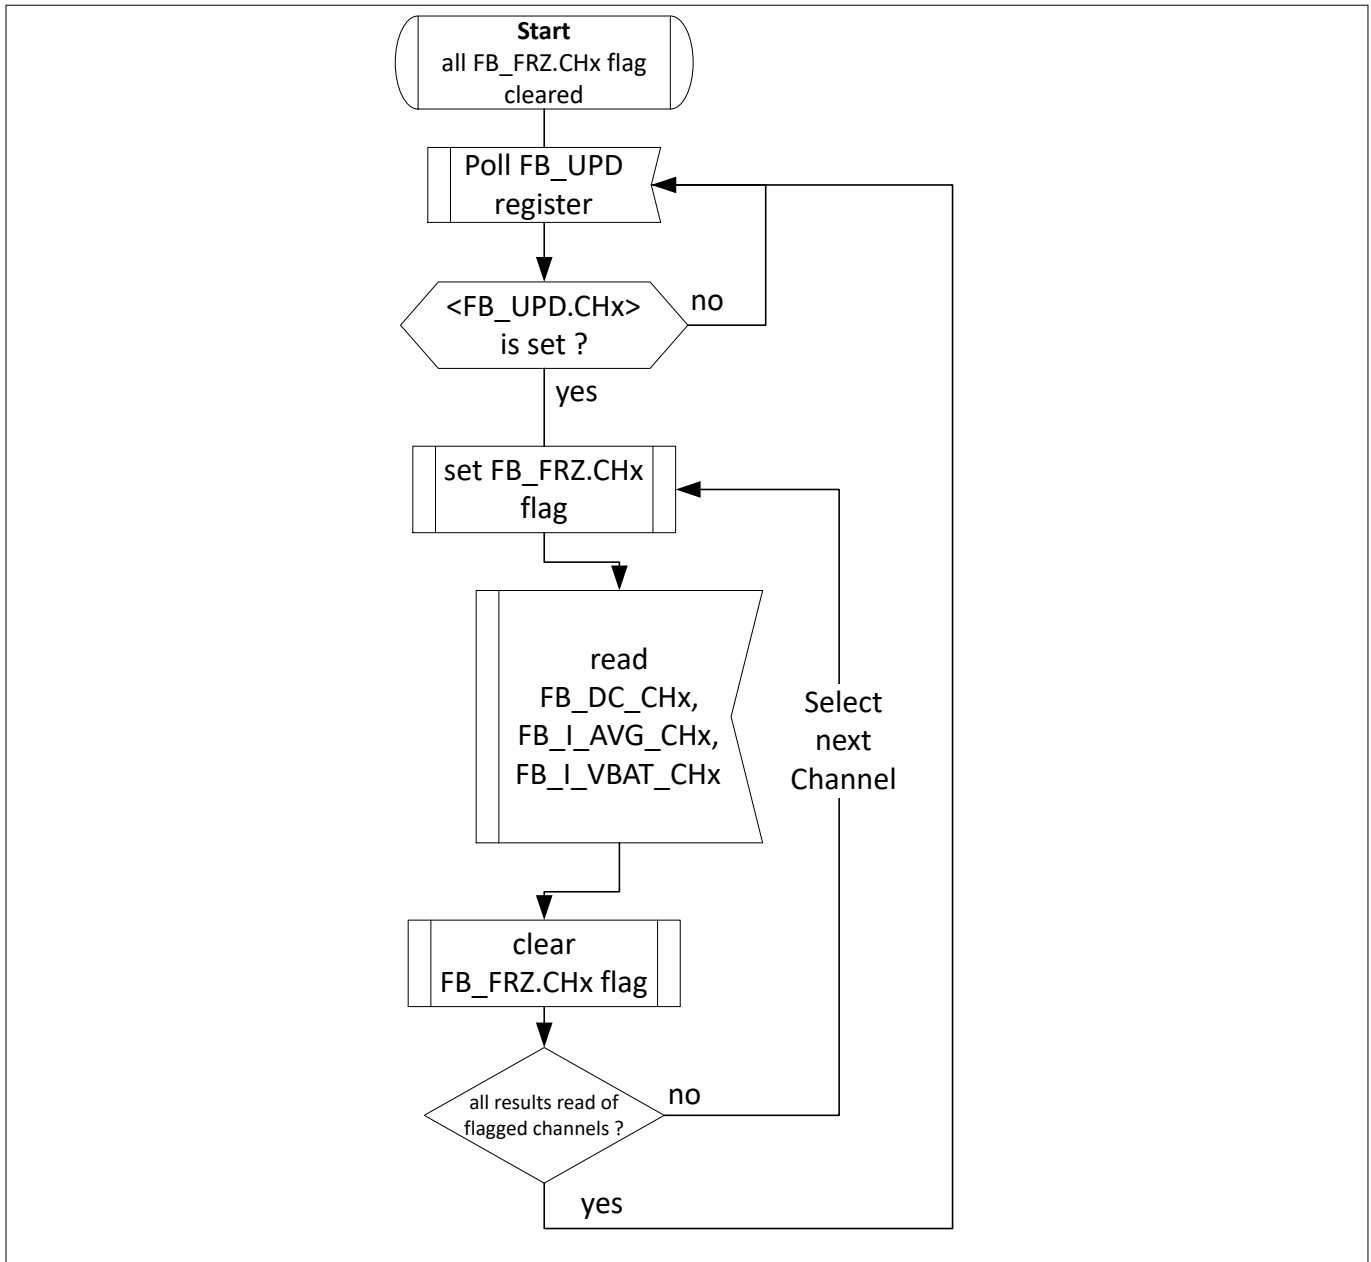 Start
all FB_FRZ.CHx flag
cleared
Poll FB_UPD
register
<FB_UPD.CHx>
is set ?
no
yes
set FB_FRZ.CHx
flag
read
FB_DC_CHx,
FB_I_AVG_CHx,
FB_I_VBAT_CHx
Select
next
Channel
clear
FB_FRZ.CHx flag
all results read of
flagged channels ?
no
yes